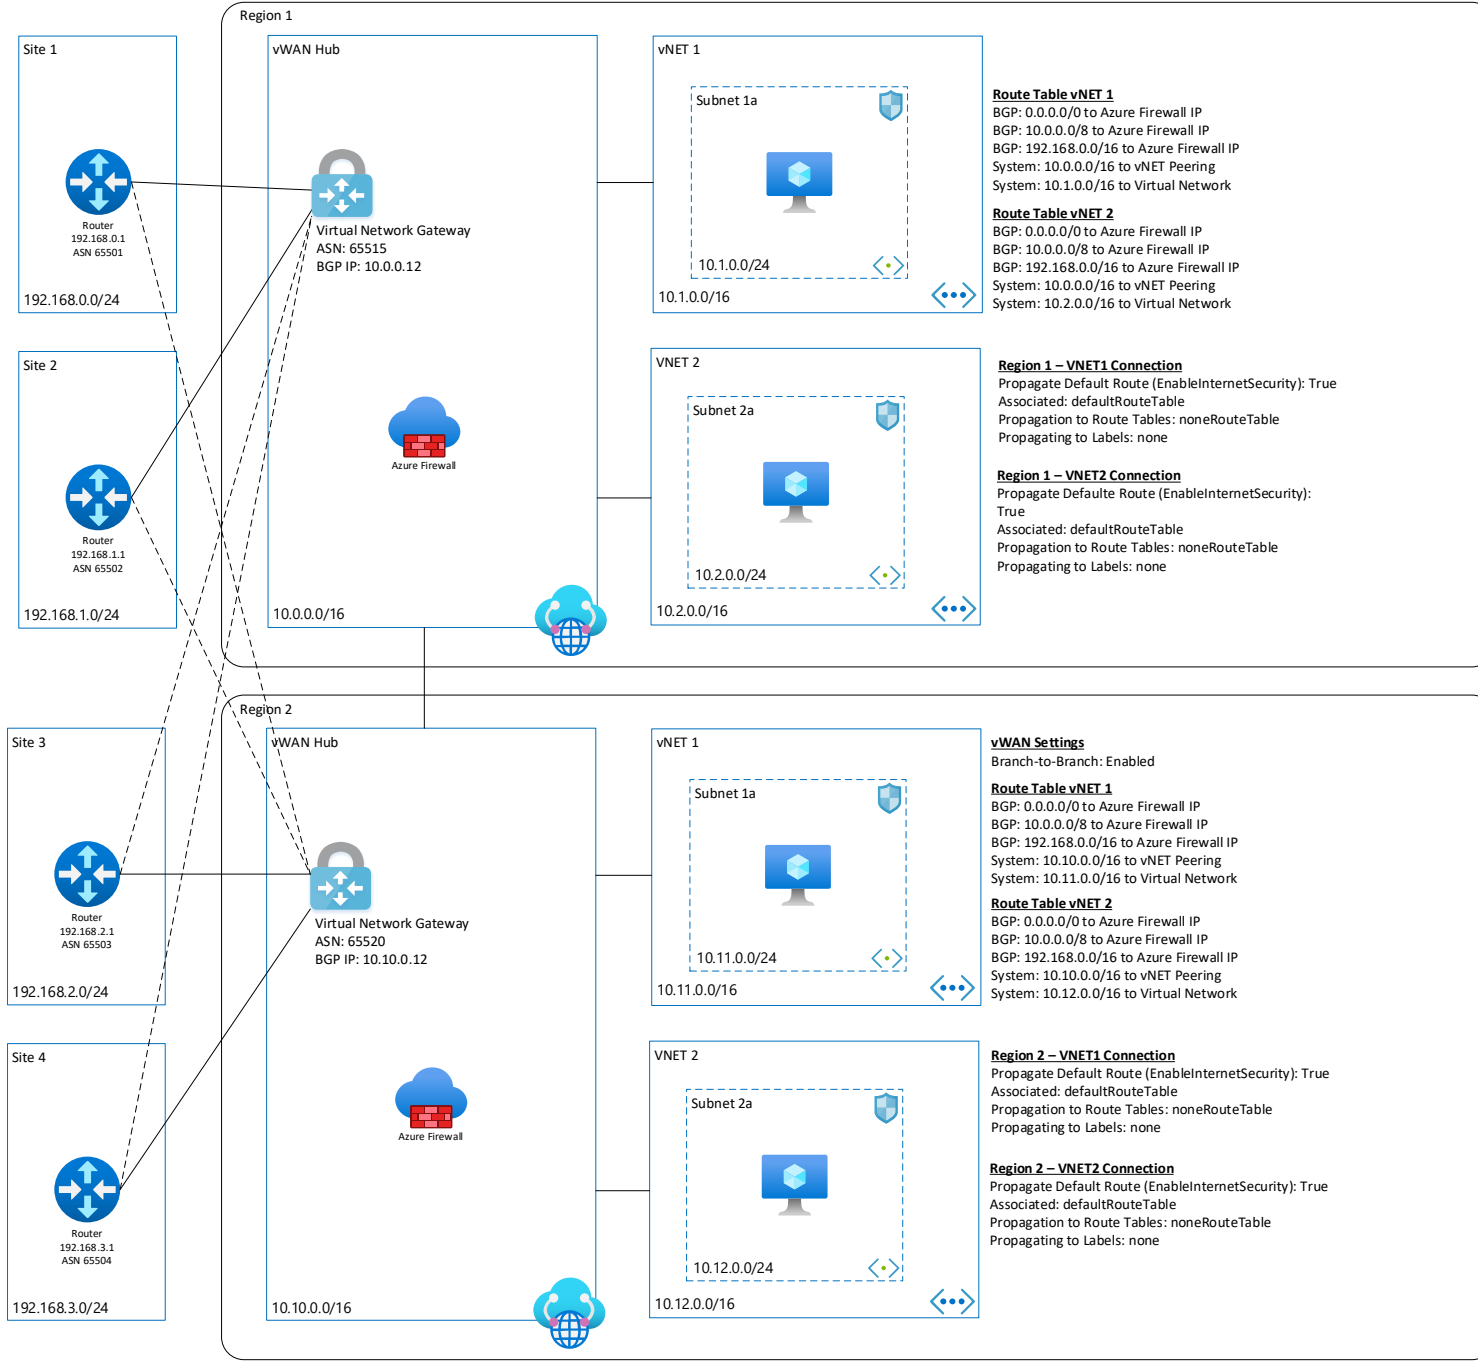 Region 1
Site 1
Router
192.168.0.1
ASN 65501
192.168.0.0/24
Site 2
Router
192.168.1.1
ASN 65502
192.168.1.0/24
vWAN Hub
Virtual Network Gateway
ASN: 65515
BGP IP: 10.0.0.12
Azure Firewall
10.0.0.0/16
vNET 1
Subnet 1a
10.1.0.0/24
10.1.0.0/16
VNET 2
Subnet 2a
10.2.0.0/24
10.2.0.0/16
Route Table vNET 1
BGP: 0.0.0.0/0 to Azure Firewall IP
BGP: 10.0.0.0/8 to Azure Firewall IP
BGP: 192.168.0.0/16 to Azure Firewall IP
System: 10.0.0.0/16 to vNET Peering
System: 10.1.0.0/16 to Virtual Network
Route Table vNET 2
BGP: 0.0.0.0/0 to Azure Firewall IP
BGP: 10.0.0.0/8 to Azure Firewall IP
BGP: 192.168.0.0/16 to Azure Firewall IP
System: 10.0.0.0/16 to vNET Peering
System: 10.2.0.0/16 to Virtual Network
Region 1 – VNET1 Connection
Propagate Default Route (EnableInternetSecurity): True
Associated: defaultRouteTable
Propagation to Route Tables: noneRouteTable
Propagating to Labels: none
Region 1 – VNET2 Connection
Propagate Defaulte Route (EnableInternetSecurity):
True
Associated: defaultRouteTable
Propagation to Route Tables: noneRouteTable
Propagating to Labels: none
Region 2
Site 3
Router
192.168.2.1
ASN 65503
192.168.2.0/24
Site 4
Router
192.168.3.1
ASN 65504
192.168.3.0/24
vWAN Hub
Virtual Network Gateway
ASN: 65520
BGP IP: 10.10.0.12
Azure Firewall
10.10.0.0/16
vNET 1
Subnet 1a
10.11.0.0/24
10.11.0.0/16
VNET 2
Subnet 2a
10.12.0.0/24
10.12.0.0/16
vWAN Settings
Branch-to-Branch: Enabled
Route Table vNET 1
BGP: 0.0.0.0/0 to Azure Firewall IP
BGP: 10.0.0.0/8 to Azure Firewall IP
BGP: 192.168.0.0/16 to Azure Firewall IP
System: 10.10.0.0/16 to vNET Peering
System: 10.11.0.0/16 to Virtual Network
Route Table vNET 2
BGP: 0.0.0.0/0 to Azure Firewall IP
BGP: 10.0.0.0/8 to Azure Firewall IP
BGP: 192.168.0.0/16 to Azure Firewall IP
System: 10.10.0.0/16 to vNET Peering
System: 10.12.0.0/16 to Virtual Network
Region 2 – VNET1 Connection
Propagate Default Route (EnableInternetSecurity): True
Associated: defaultRouteTable
Propagation to Route Tables: noneRouteTable
Propagating to Labels: none
Region 2 – VNET2 Connection
Propagate Default Route (EnableInternetSecurity): True
Associated: defaultRouteTable
Propagation to Route Tables: noneRouteTable
Propagating to Labels: none